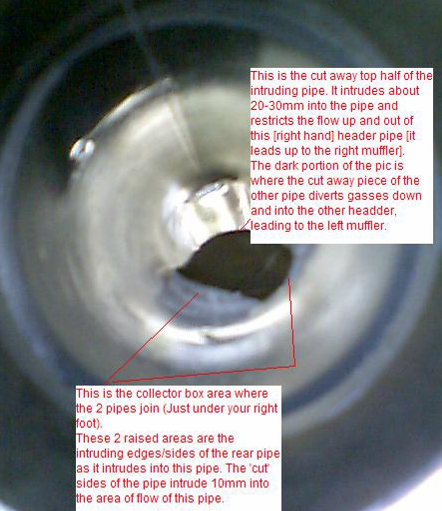 This is the cut away top half of the
intruding pipe. It intrudes about
20-30mm into the pipe and
restricts the flow up and out of
this [right hand] header pipe [it
leads up to the right muffler].
The dark portion of the pic is
where the cut away piece of the
other pipe diverts gasses down
and into the other headder,
leading to the left muffler.
This is the collector box area where
the 2 pipes join (Just under your right
foot).
These 2 raised areas are the
intruding edges/sides of the rear pipe
as it intrudes into this pipe. The 'cut'
sides of the pipe intrude 10mm into
the area of flow of this pipe.